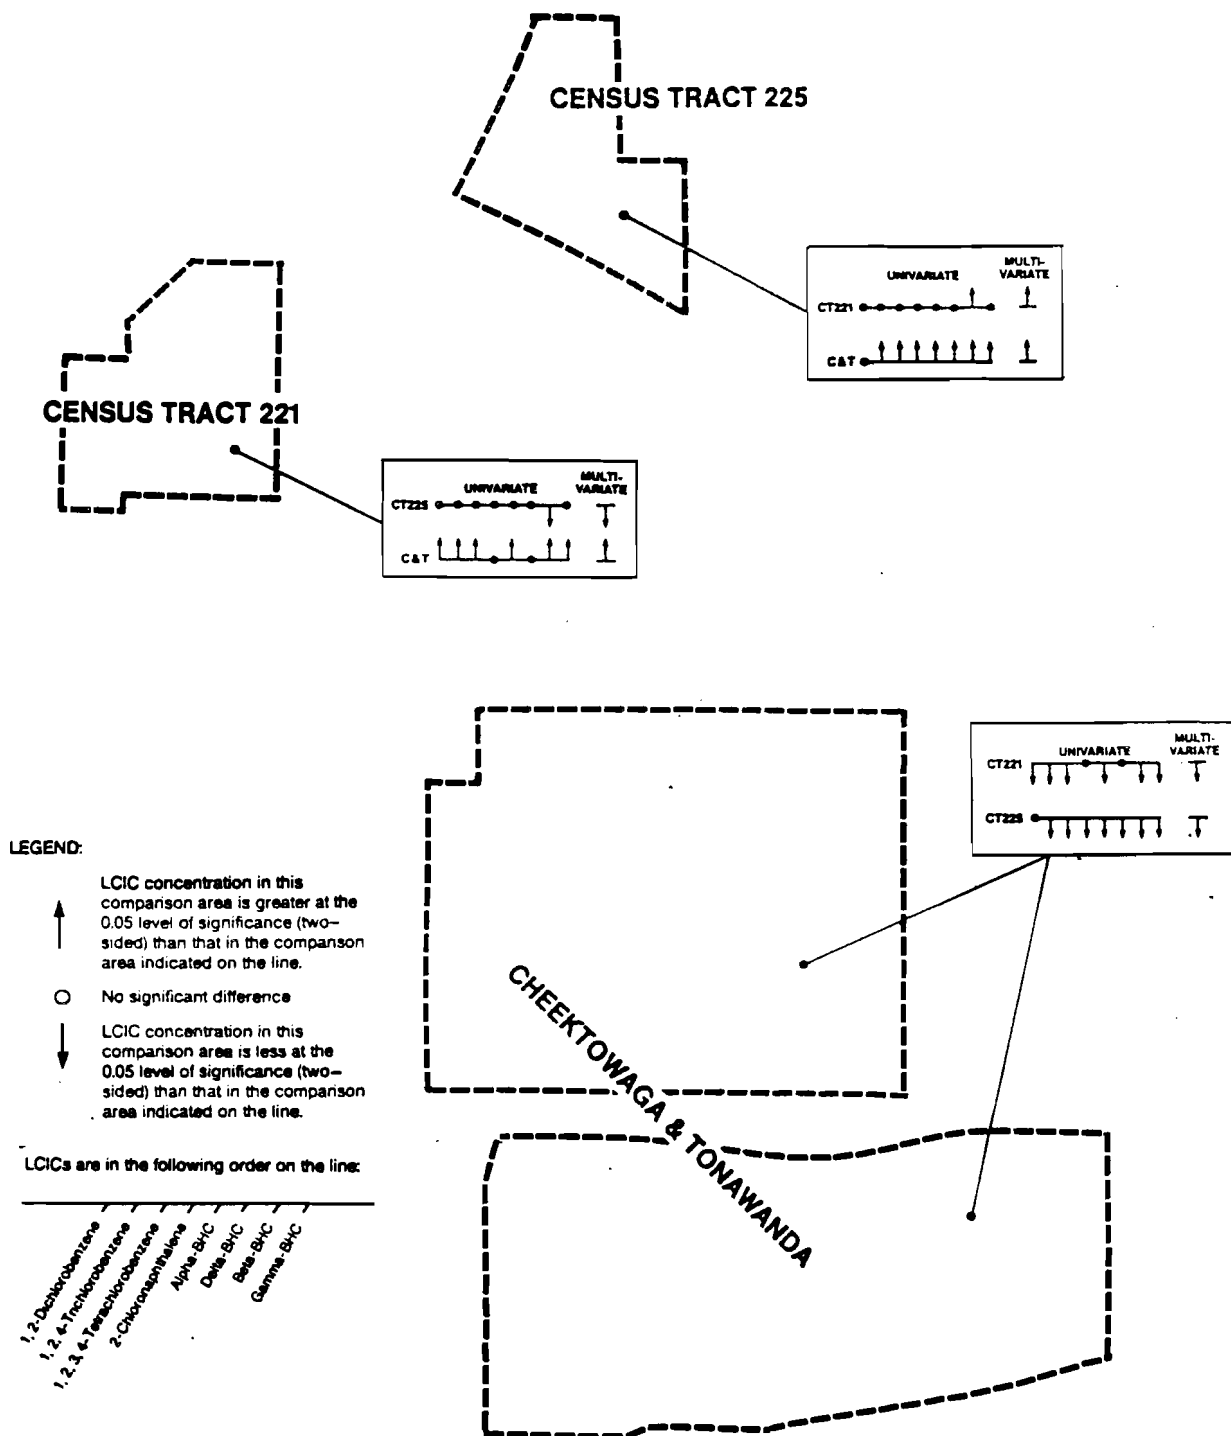 CENSUS TRACT 225
UNIVARIATE
MULTI-
VARIATE
CT221
C&T
CENSUS TRACT 221
UNIVARIATE
MULTI-
VARIATE
CT225
C&T
UNIVARIATE
MULTI-
VARIATE
CT221
CT225
CHEEKTOWAGA & TONAWANDA
LEGEND:
LCIC concentration in this
comparison area is greater at the
0.05 level of significance (two-
sided) than that in the comparison
area indicated on the line.
No significant difference
LCIC concentration in this
comparison area is less at the
0.05 level of significance (two-
sided) than that in the comparison
area indicated on the line.
LCICs are in the following order on the line:
1, 2-Dichlorobenzene
1, 2, 4-Trichlorobenzene
1, 2, 3, 4-Tetrachlorobenzene
2-Chloronaphthalene
Alpha-BHC
Delta-BHC
Beta-BHC
Gamma-BHC